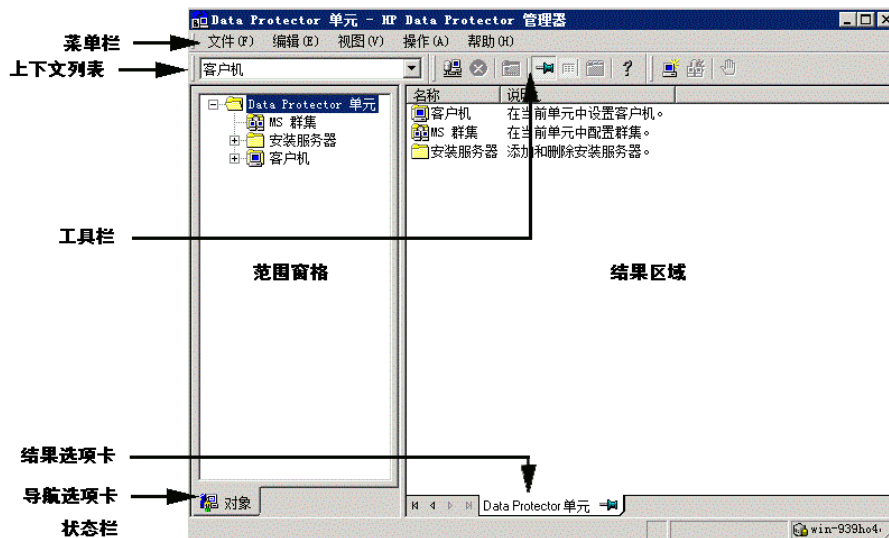 Data Protector 单元 - HP Data Protector 管理器
菜单栏
文件(F) 编辑(E) 视图(V) 操作(A) 帮助(H)
上下文列表
客户机
Data Protector 单元
MS 群集
安装服务器
客户机
名称
客户机 在当前单元中设置客户机。
MS 群集 在当前单元中配置群集。
安装服务器 添加和删除安装服务器。
工具栏
范围窗格
结果区域
结果选项卡
导航选项卡
对象
Data Protector 单元
状态栏
win-939ho4